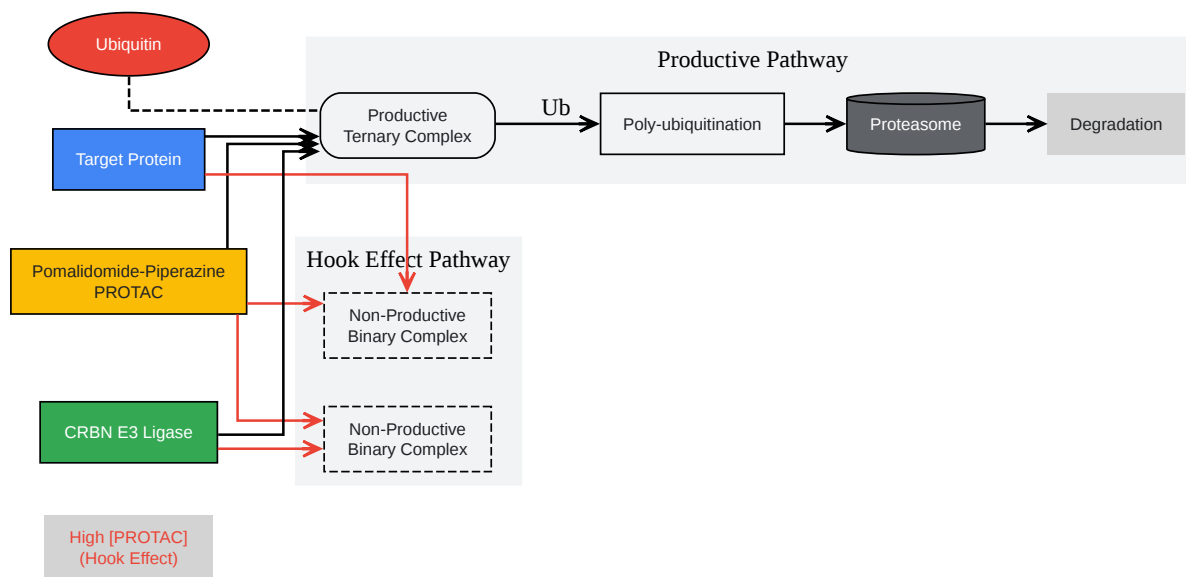 Ubiquitin
Productive Pathway
Productive
Ternary Complex
Ub
Poly-ubiquitination
Proteasome
Degradation
Target Protein
Pomalidomide-Piperazine
PROTAC
Hook Effect Pathway
Non-Productive
Binary Complex
CRBN E3 Ligase
Non-Productive
Binary Complex
High [PROTAC]
(Hook Effect)